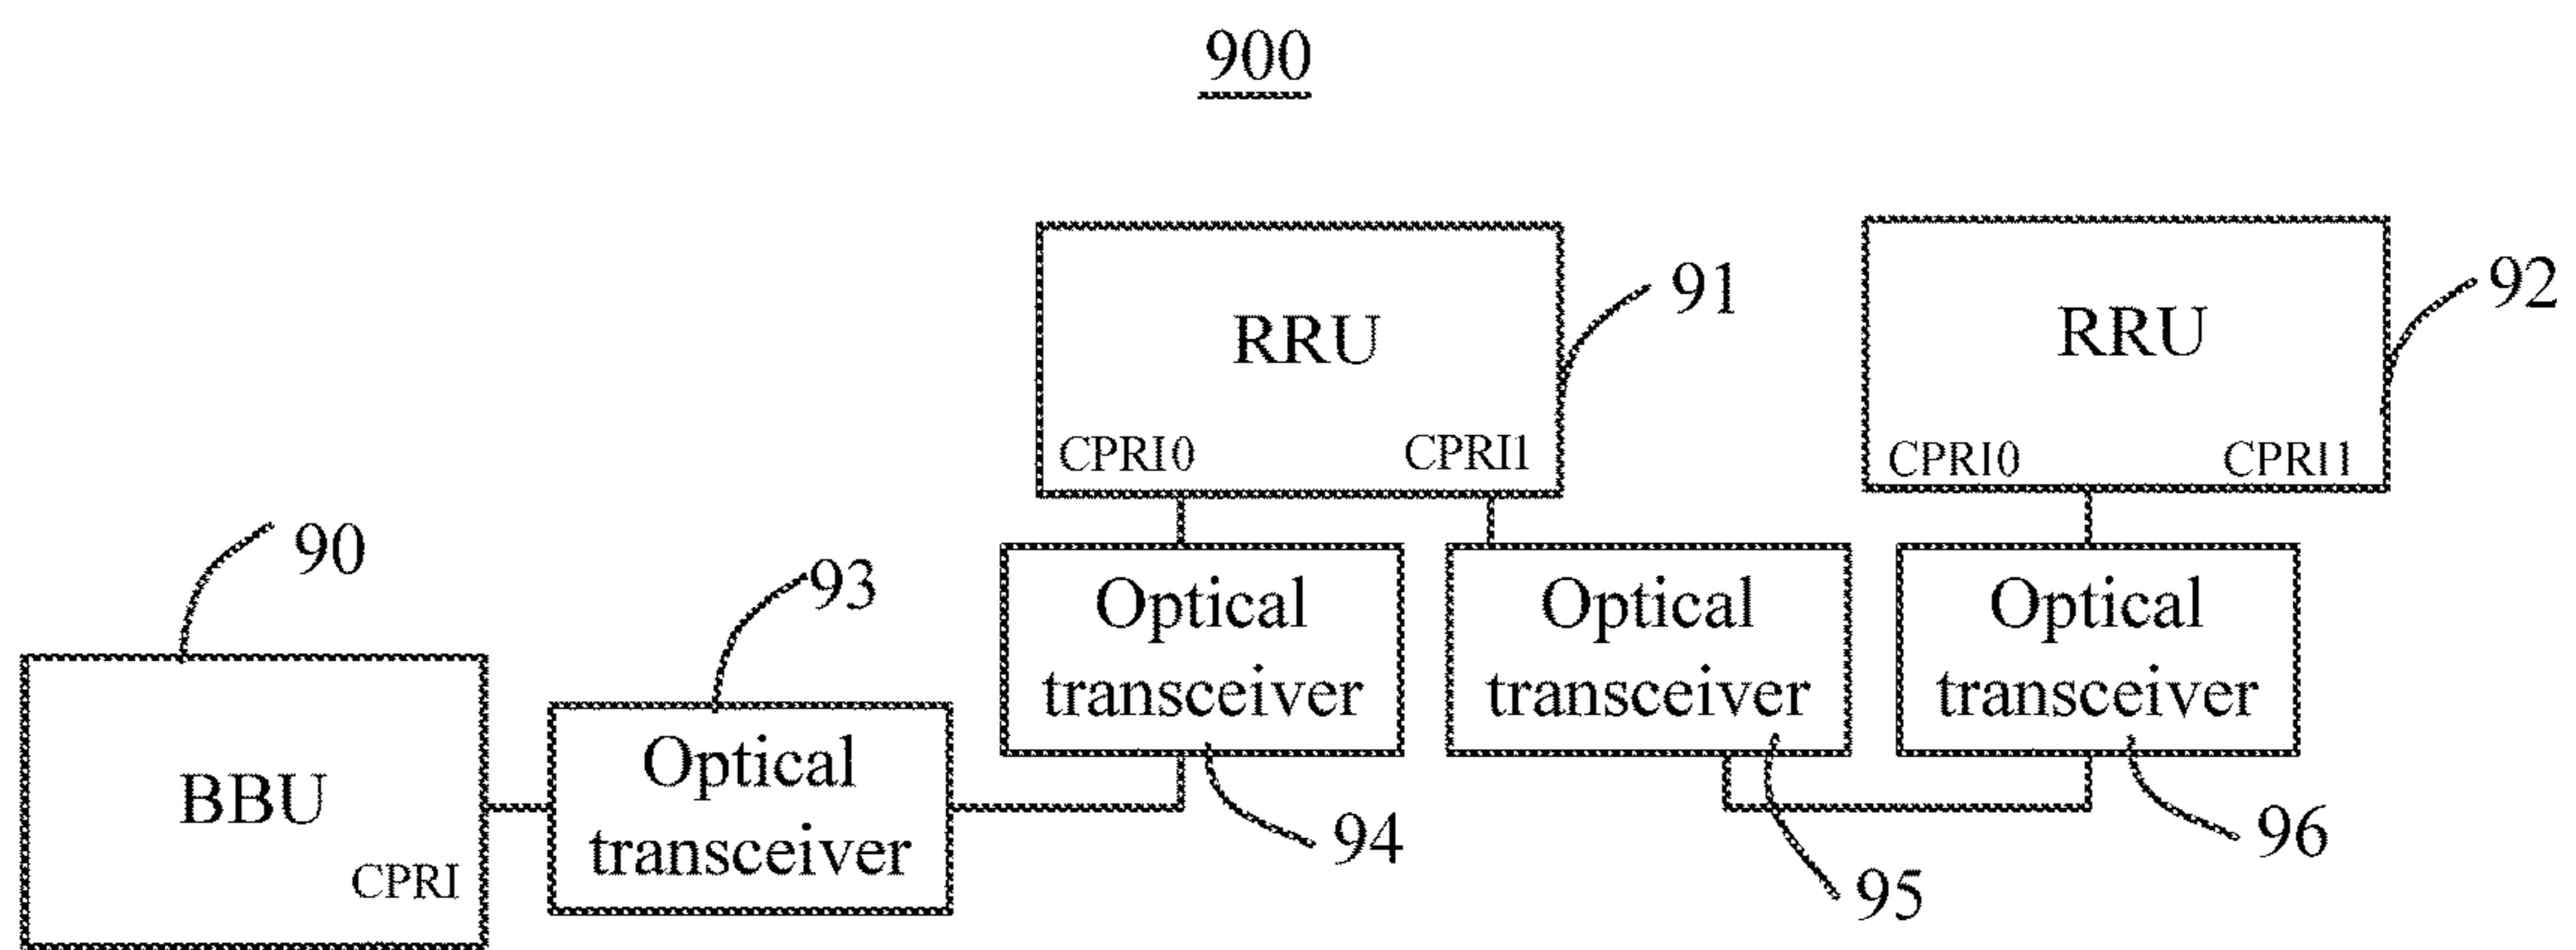 900
RRU
91
CPRI0 CPRI1
RRU
92
CPRI0 CPRI1
90
BBU
CPRI
93
Optical
transceiver
Optical
transceiver
94
Optical
transceiver
95
Optical
transceiver
96